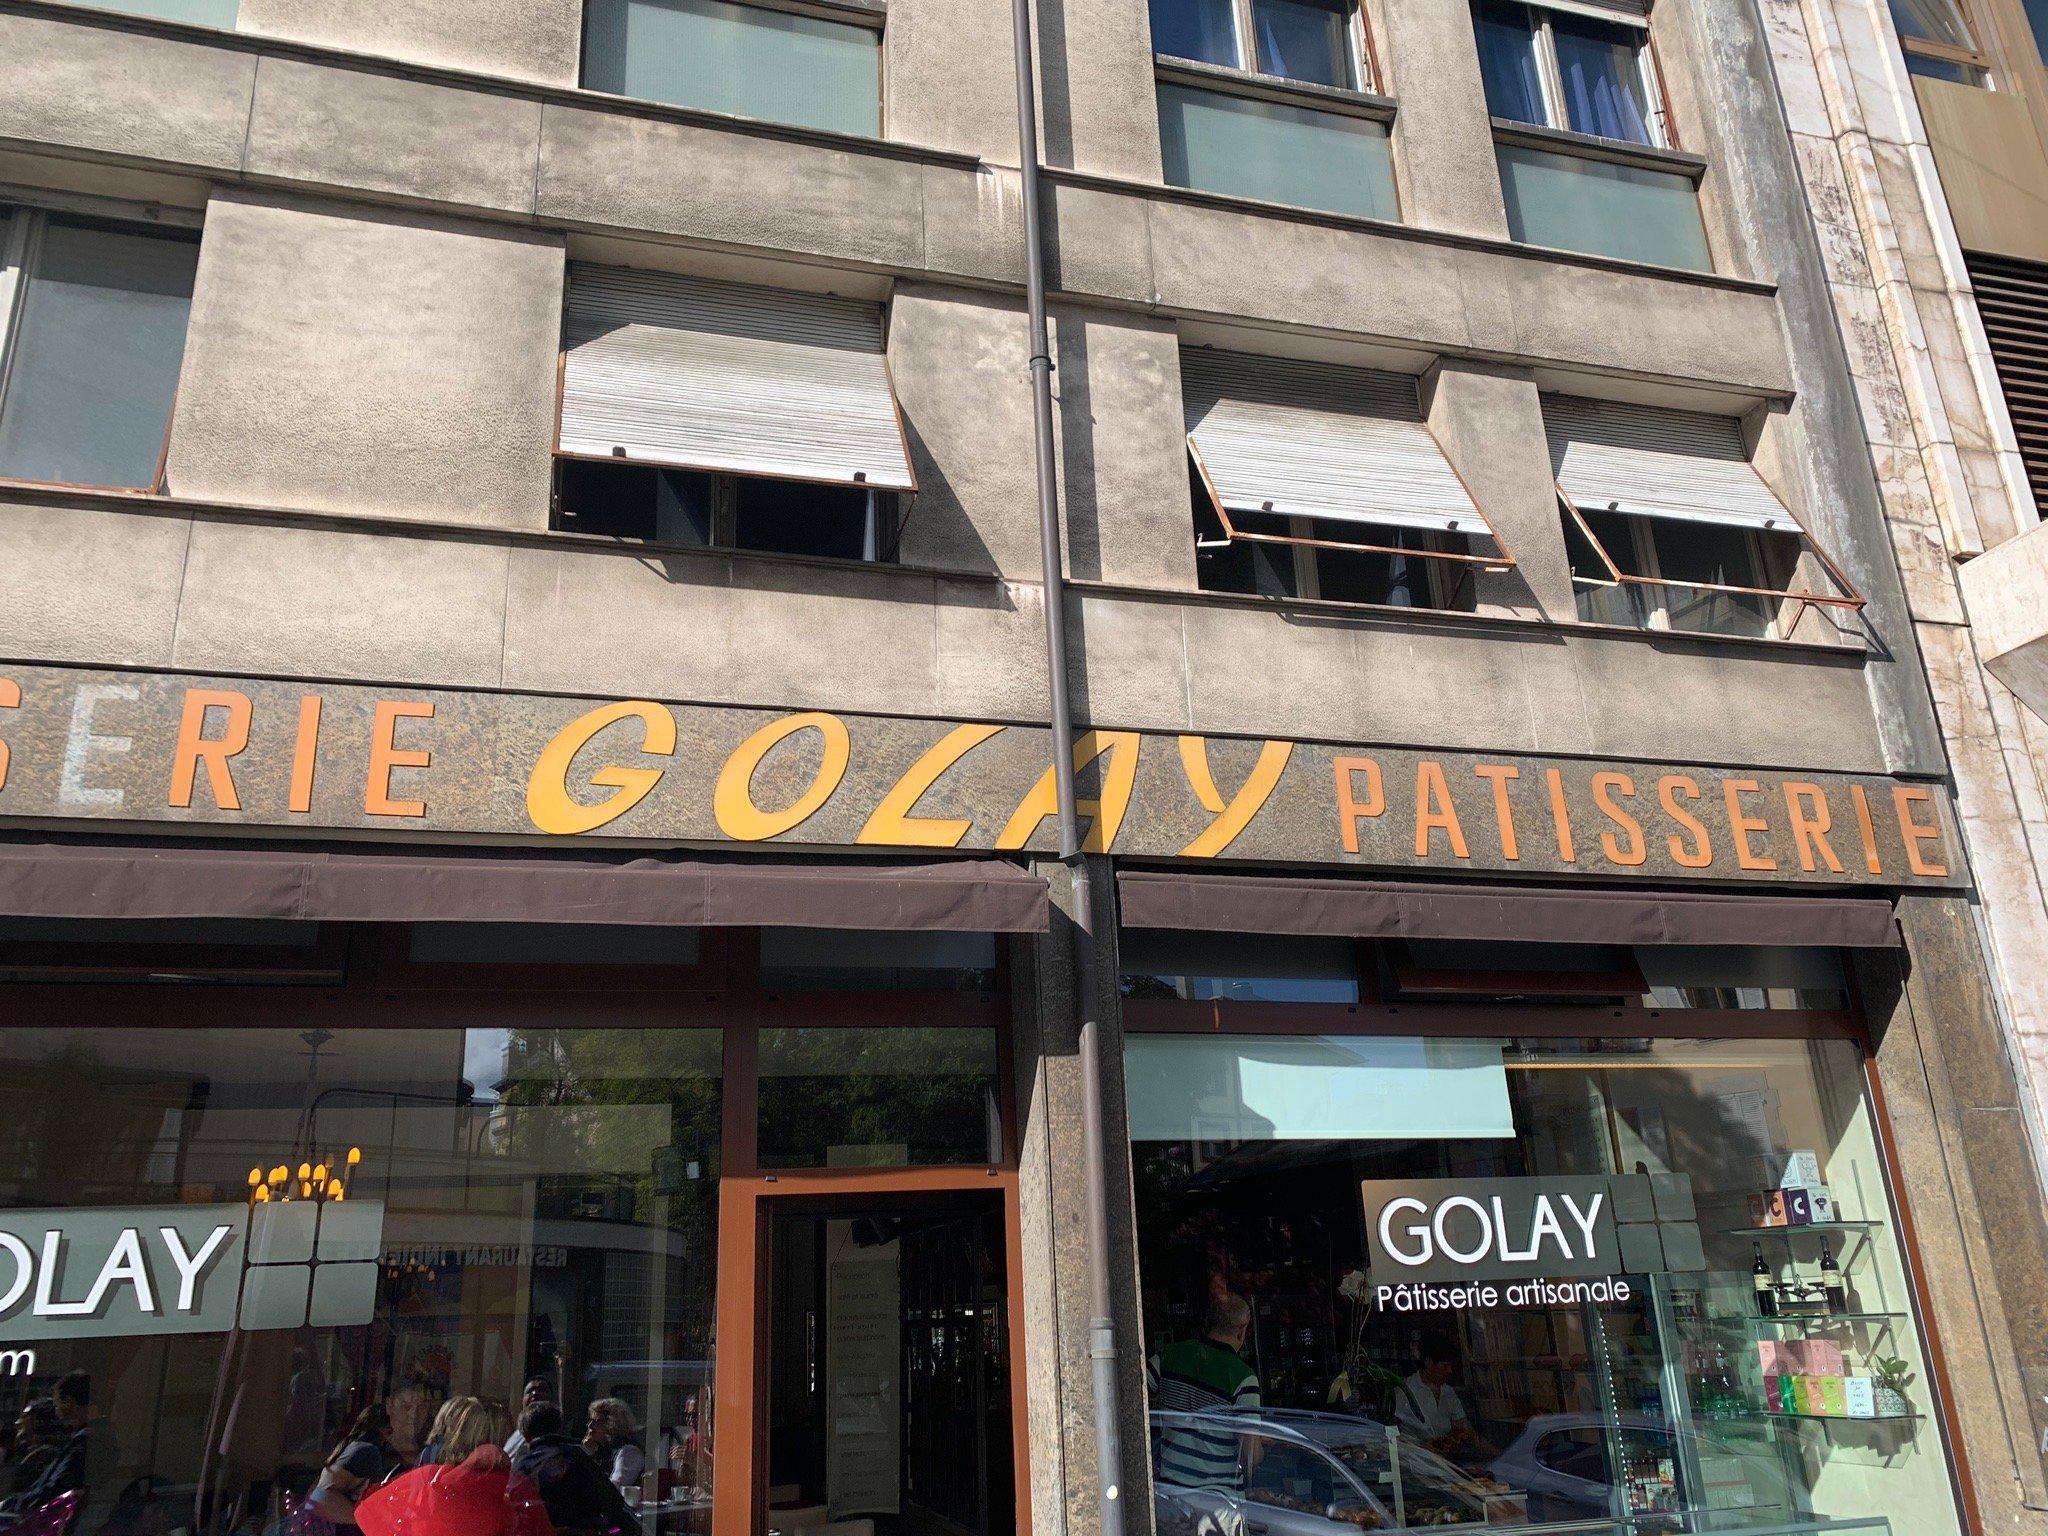 SERIE GOLAY PATISSERIE
OLAY
m
GOLAY
Pâtisserie artisanale